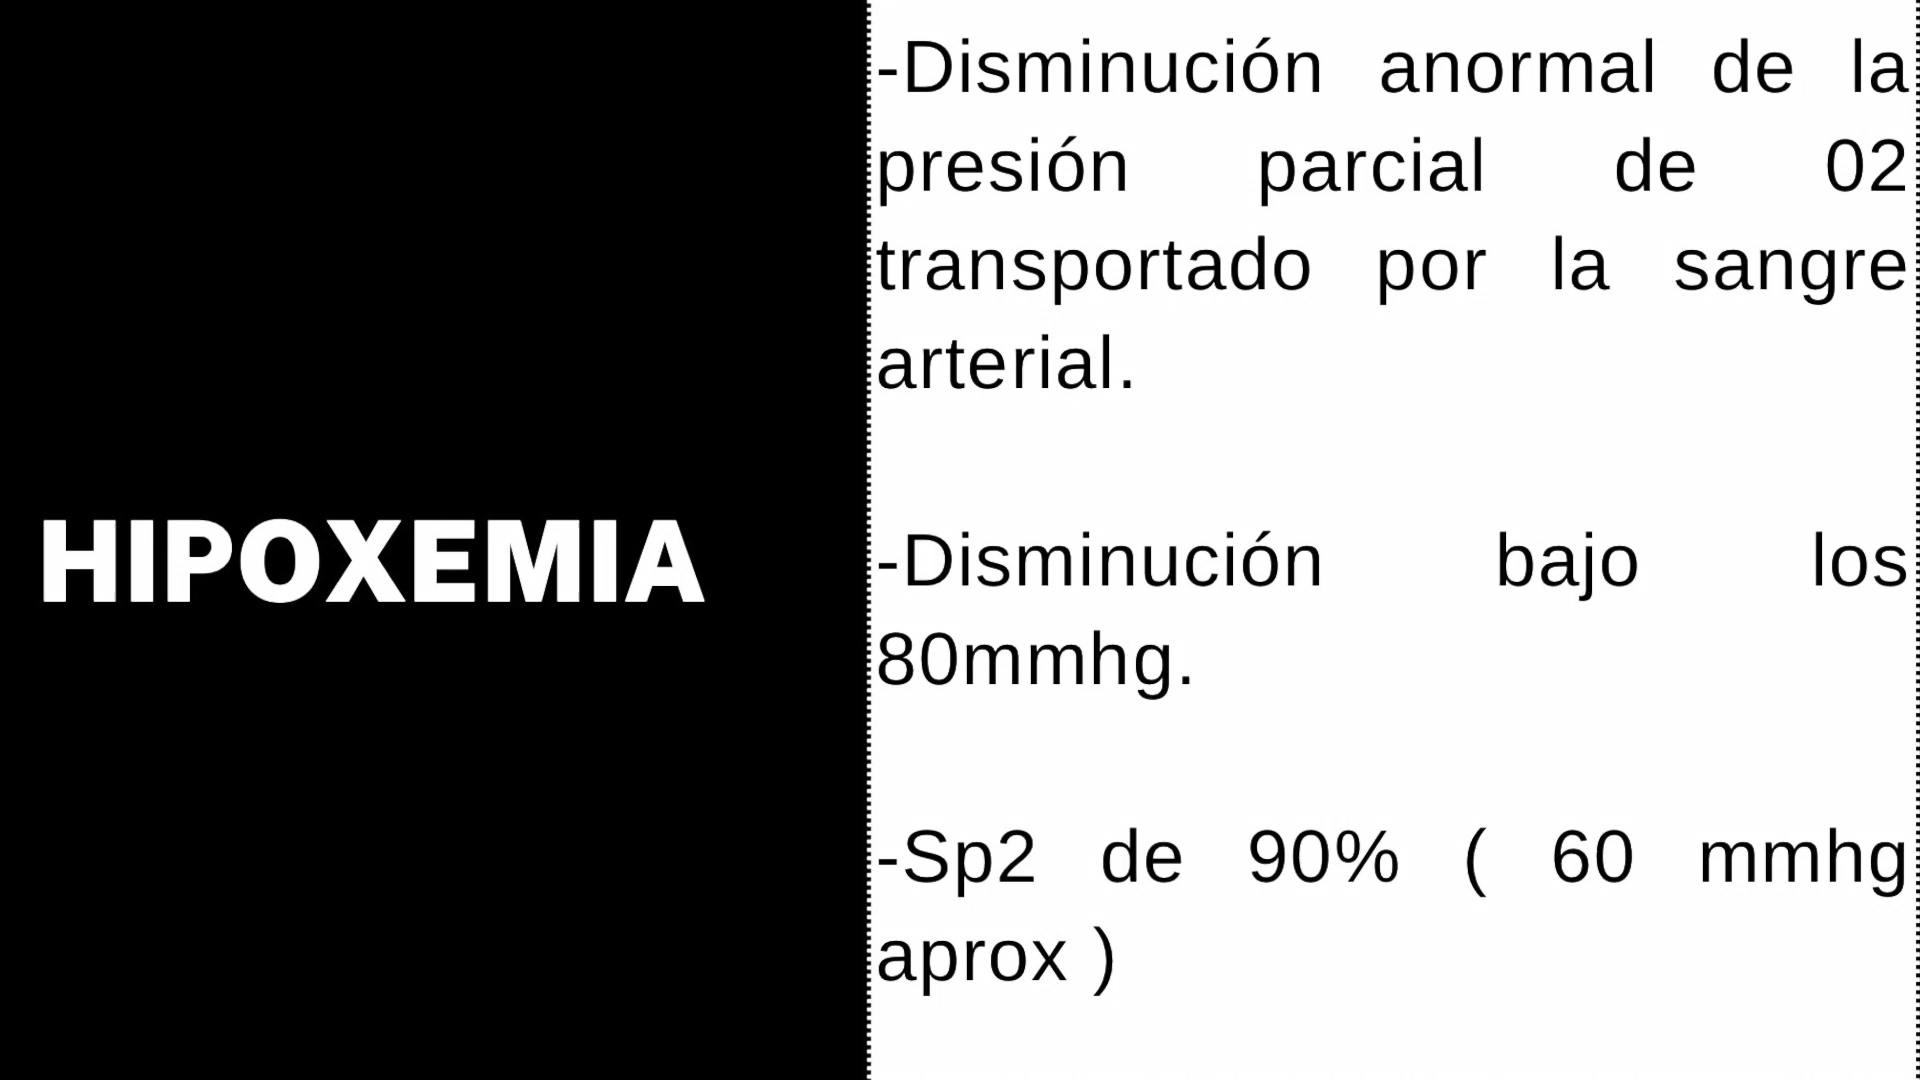 HIPOXEMIA
-Disminución anormal de la
presión parcial de 02
transportado por la sangre
arterial.
-Disminución bajo los
80mmhg.
-Sp2 de 90% ( 60 mmhg
aprox )